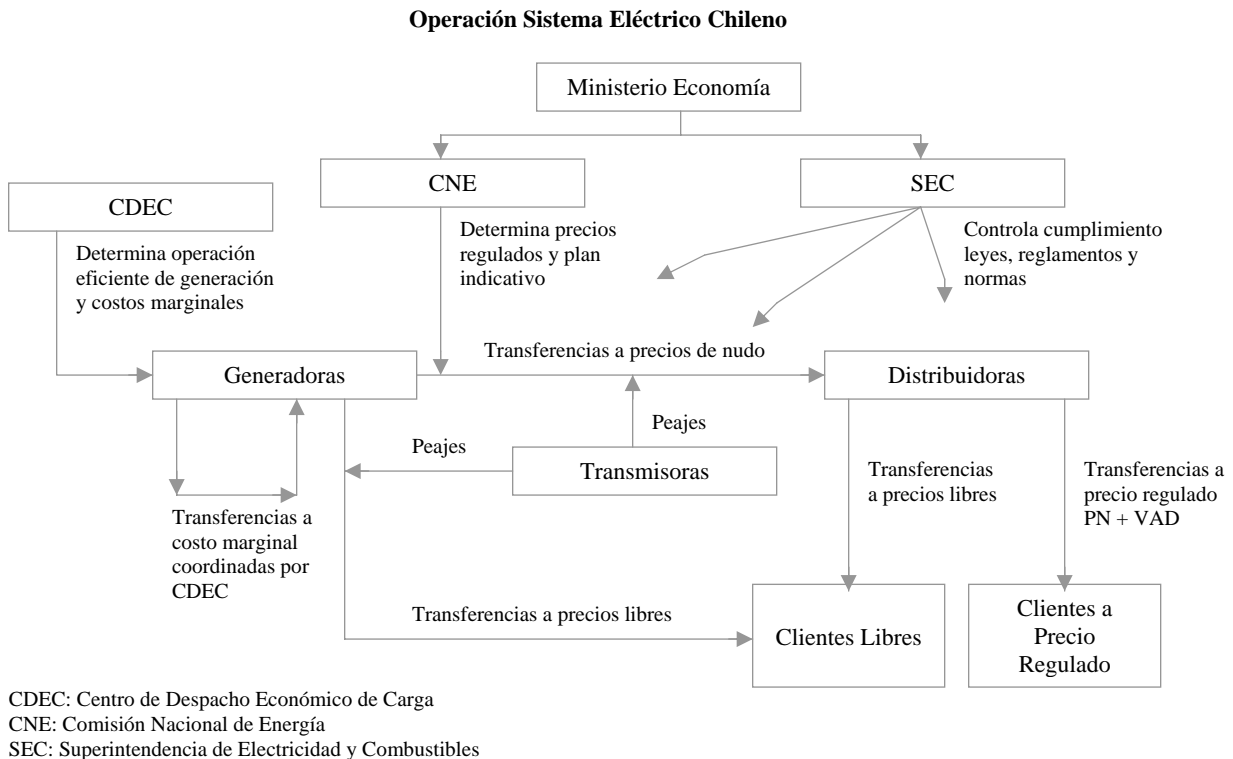 Operación Sistema Eléctrico Chileno
Ministerio Economía
CNE
SEC
CDEC
Determina operación
eficiente de generación
y costos marginales
Determina precios
regulados y plan
indicativo
Controla cumplimiento
leyes, reglamentos y
normas
Transferencias a precios de nudo
Generadoras
Distribuidoras
Peajes
Peajes
Transmisoras
Transferencias
a precios libres
Transferencias a
precio regulado
PN + VAD
Transferencias a
costo marginal
coordinadas por
CDEC
Transferencias a precios libres
Clientes Libres
Clientes a
Precio
Regulado
CDEC: Centro de Despacho Económico de Carga
CNE: Comisión Nacional de Energía
SEC: Superintendencia de Electricidad y Combustibles